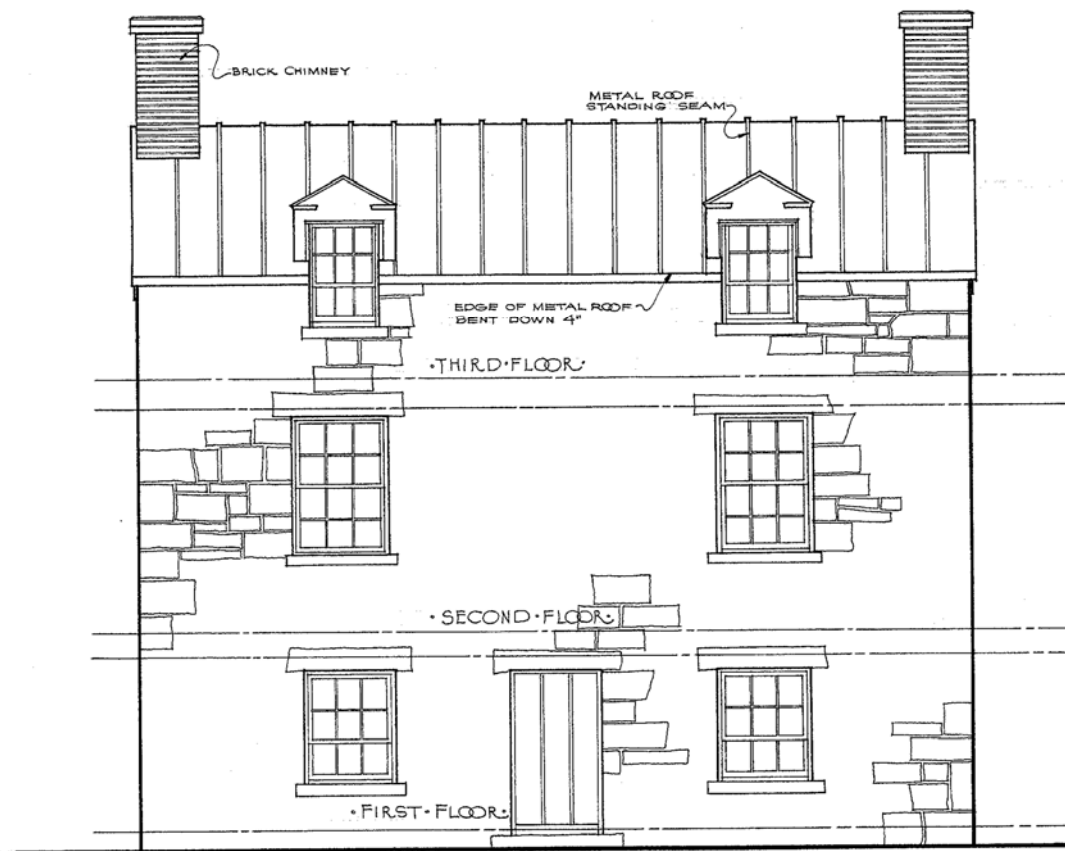 BRICK CHIMNEY
METAL ROOF
STANDING SEAM
EDGE OF METAL ROOF
BENT DOWN 4"
·THIRD·FLOOR·
·SECOND·FLOOR·
·FIRST·FLOOR·